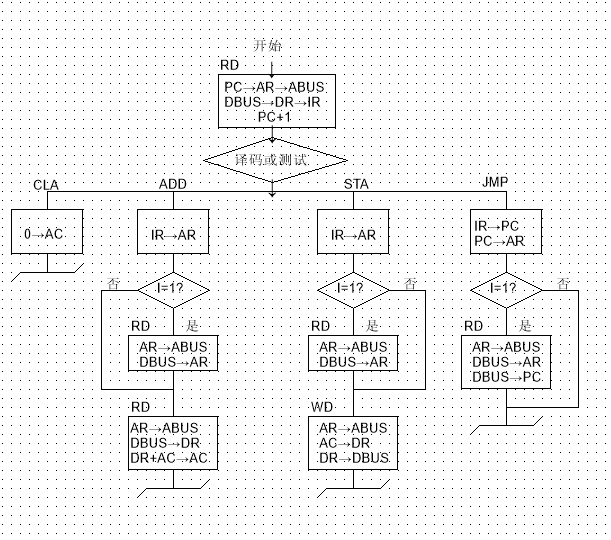 开始
RD
PC→AR→ABUS
DBUS→DR→IR
PC+1
译码或测试
CLA
ADD
STA
JMP
0→AC
IR→AR
IR→AR
IR→PC
PC→AR
否
I=1?
I=1?
否
I=1?
否
RD
是
RD
是
RD
是
AR→ABUS
DBUS→AR
AR→ABUS
DBUS→AR
AR→ABUS
DBUS→AR
DBUS→PC
RD
WD
AR→ABUS
DBUS→DR
DR+AC→AC
AR→ABUS
AC→DR
DR→DBUS